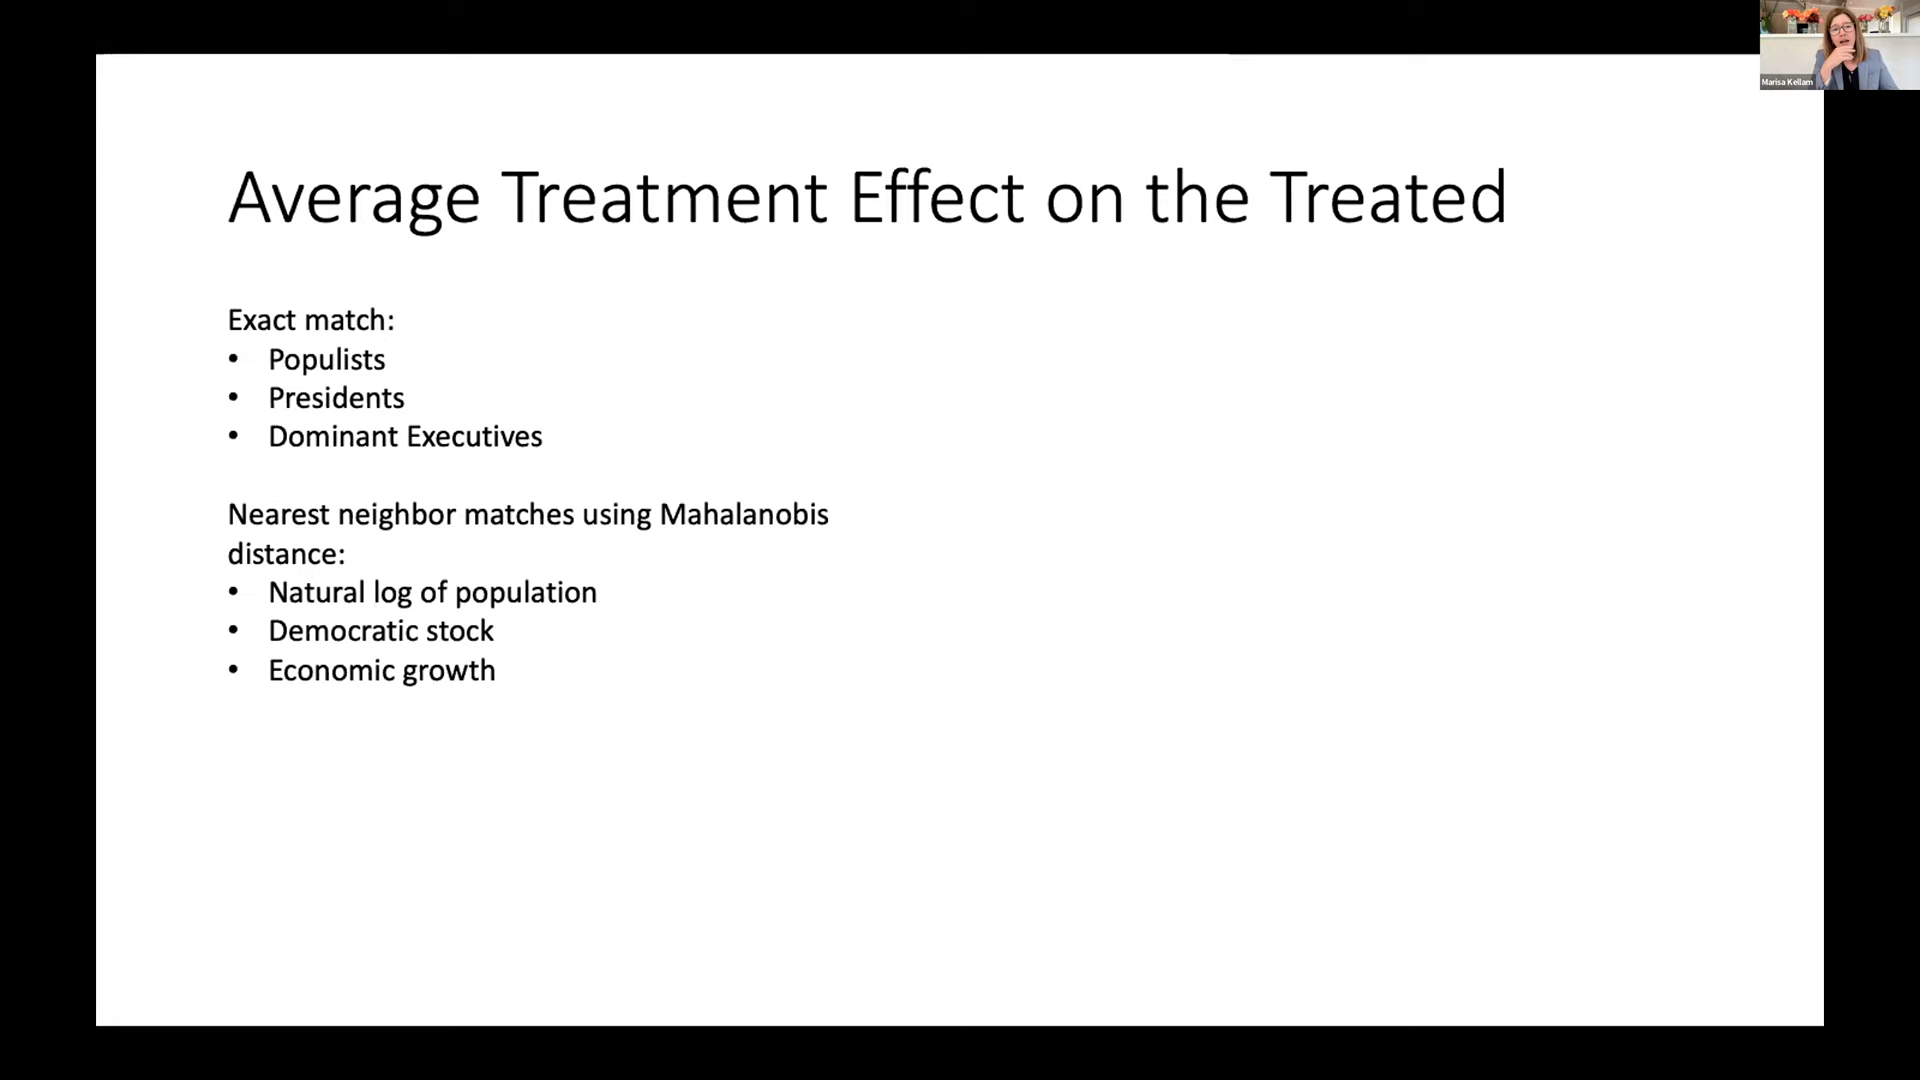 Marisa Kellam
Average Treatment Effect on the Treated
Exact match:
• Populists
• Presidents
• Dominant Executives
Nearest neighbor matches using Mahalanobis
distance:
• Natural log of population
• Democratic stock
• Economic growth